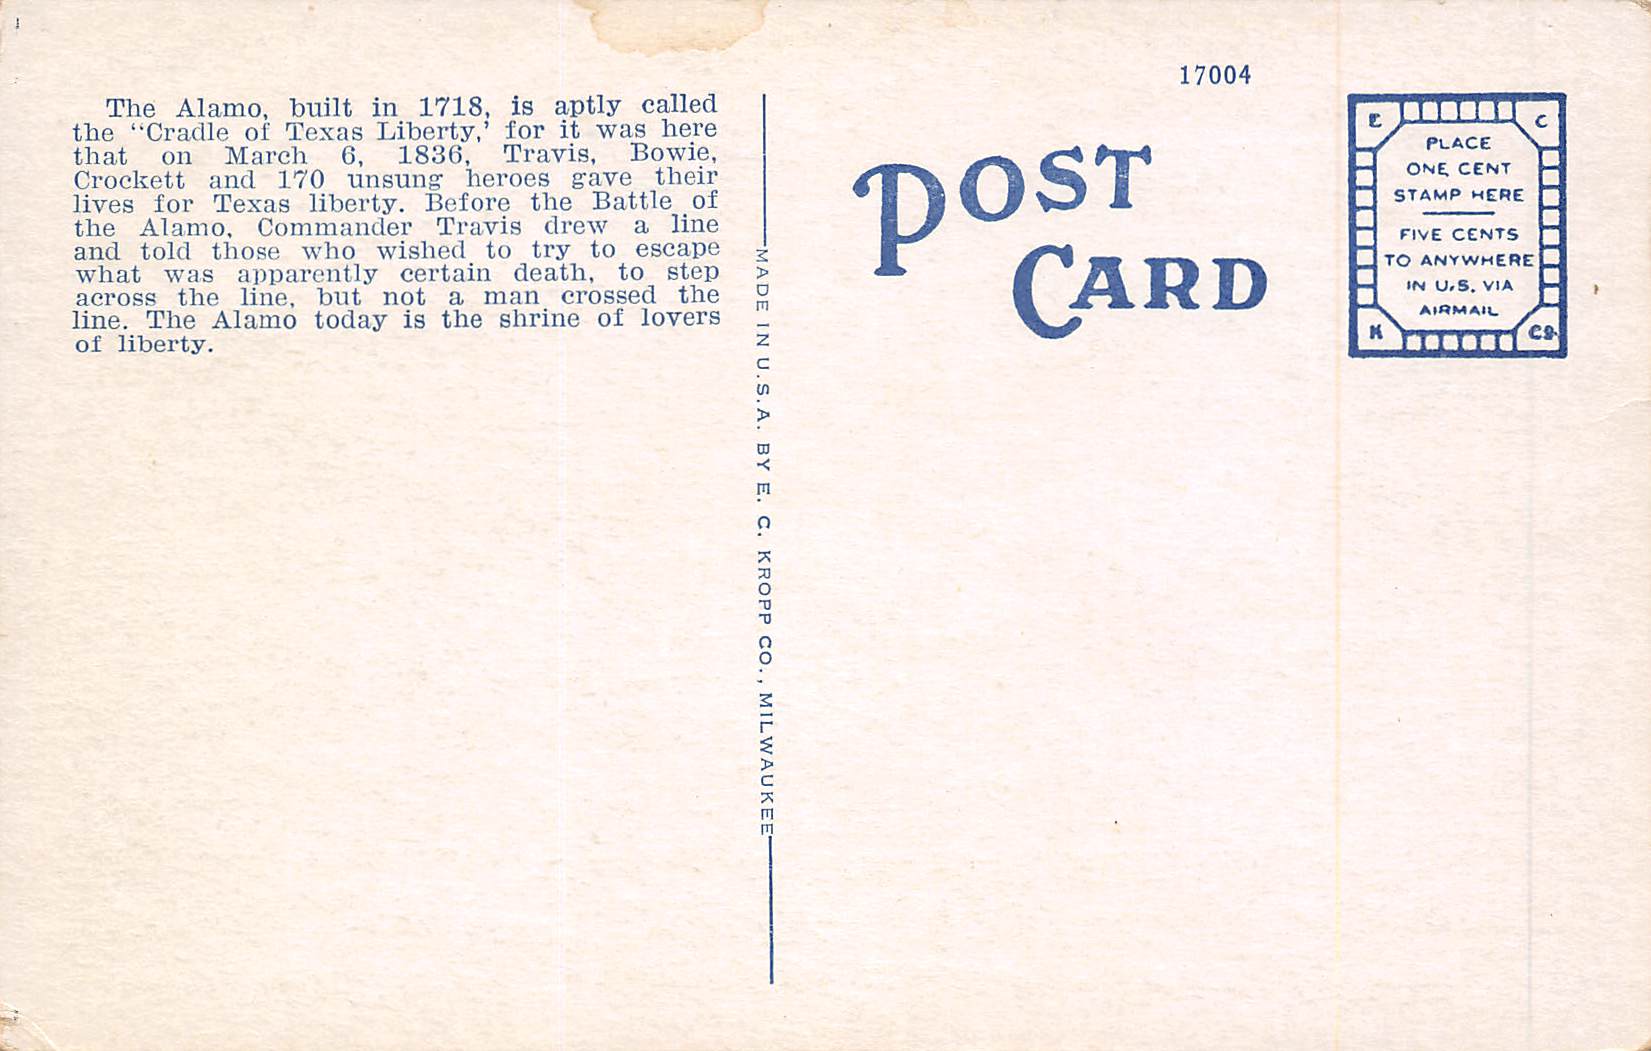 The Alamo, built in 1718, is aptly called
the "Cradle of Texas Liberty,' for it was here
that on March 6, 1836, Travis, Bowie,
Crockett and 170 unsung heroes gave their
lives for Texas liberty. Before the Battle of
the Alamo, Commander Travis drew a line
and told those who wished to try to escape
what was apparently certain death, to step
across the line, but not a man crossed the
line. The Alamo today is the shrine of lovers
of liberty.
MADE IN U.S.A. BY E. C. KROPP CO., MILWAUKEE
17004
POST
CARD
E C
PLACE
ONE CENT
STAMP HERE
FIVE CENTS
TO ANYWHERE
IN U.S. VIA
AIRMAIL
K CO.